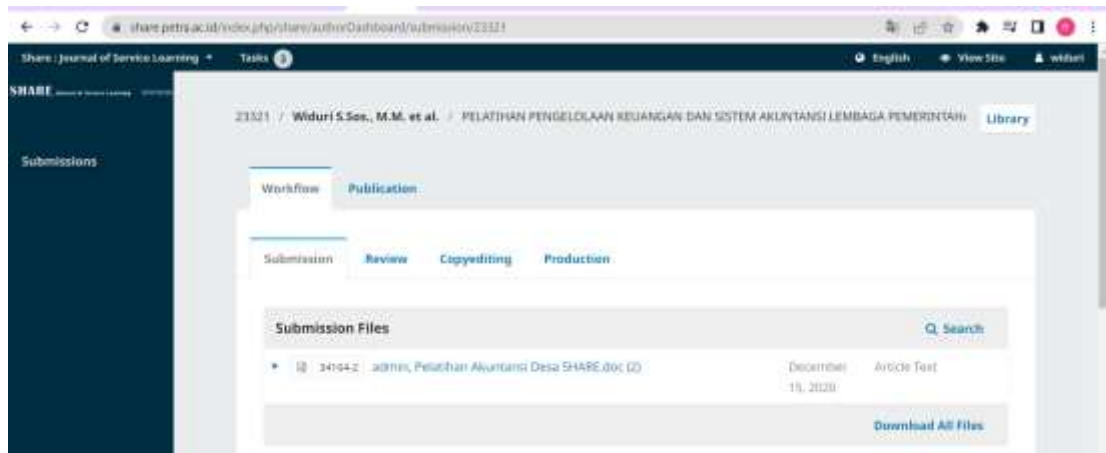 share.petra.ac.id/index.php/share/authorDashboard/submission/23321
Share : Journal of Service Learning Tasks 3 English View Site widuri
SHARE
23321 / Widuri S.Sos., M.M. et al. / PELATIHAN PENGELOLAAN KEUANGAN DAN SISTEM AKUNTANSI LEMBAGA PEMERINTAH Library
Submissions
Workflow Publication
Submission Review Copyediting Production
Submission Files Search
admin, Pelatihan Akuntansi Desa SHARE.doc (2) December Article Text
15, 2020
Download All Files